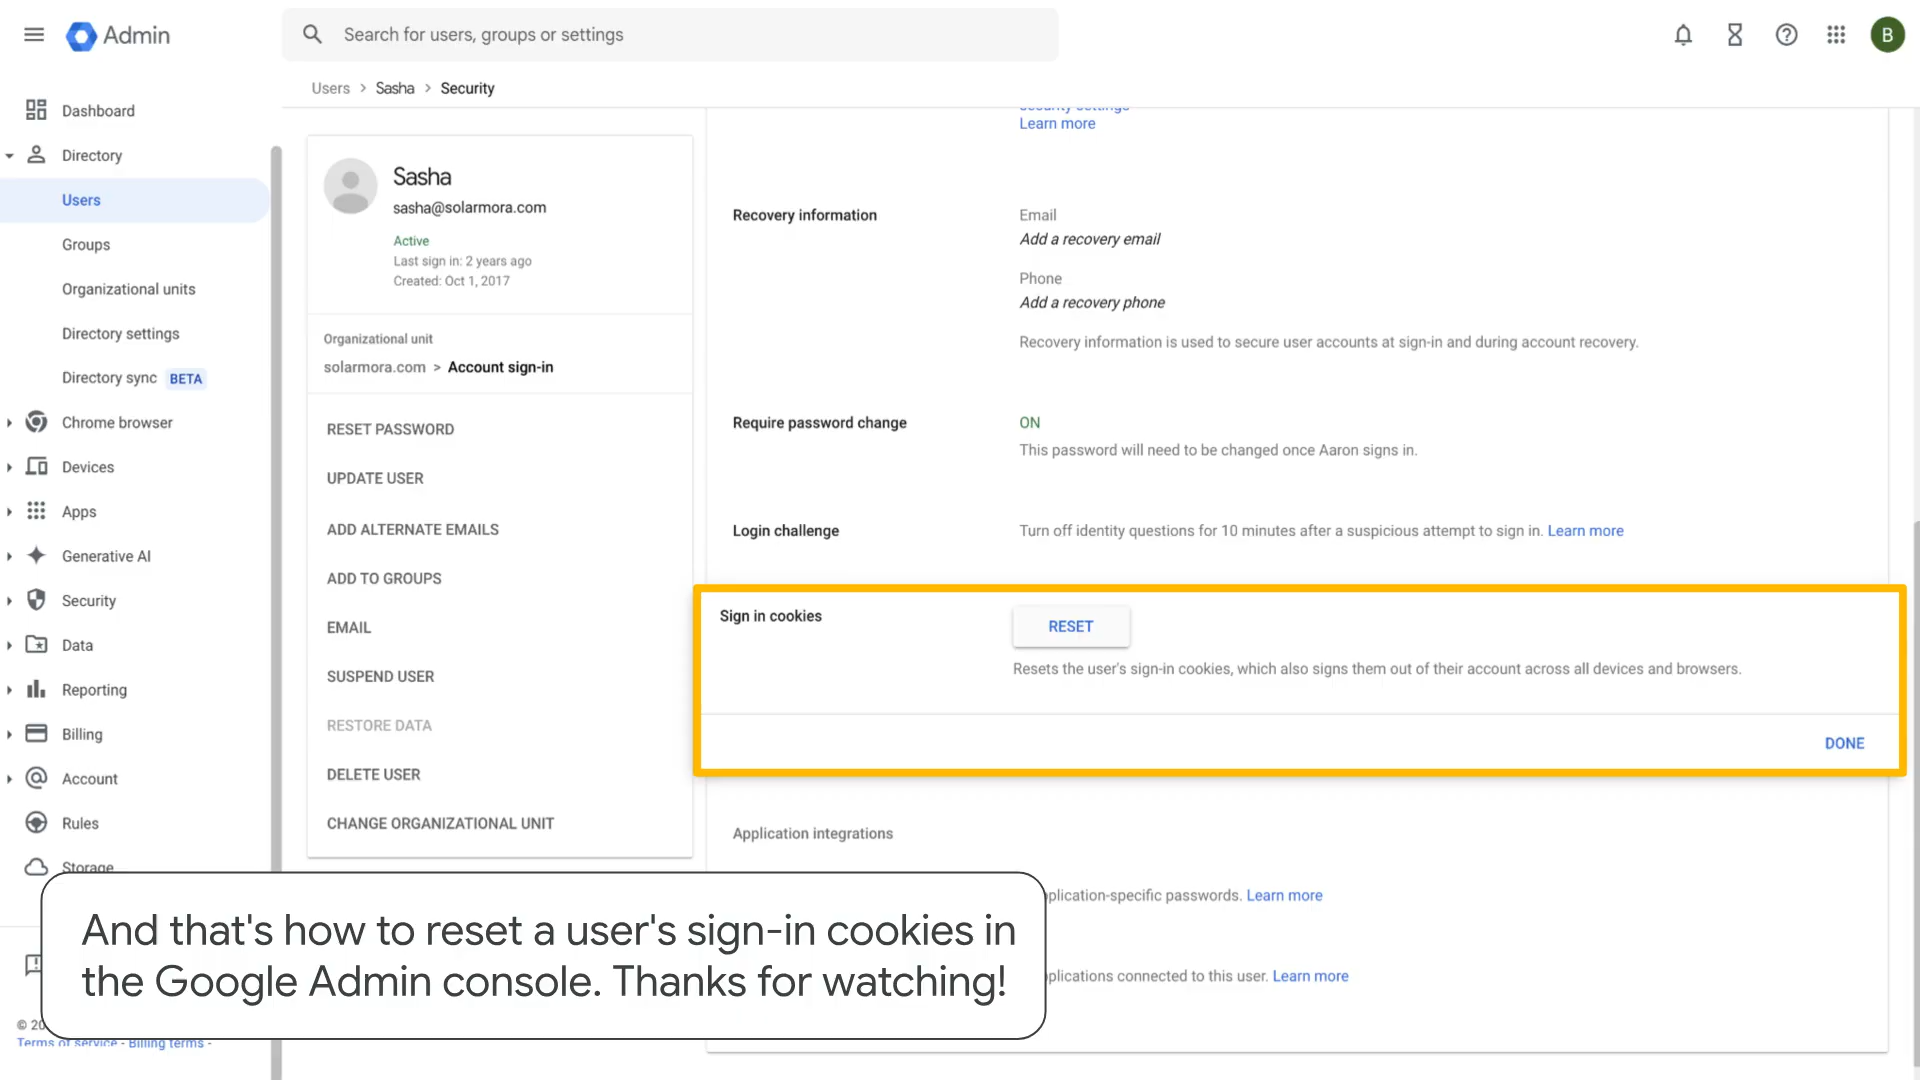 Admin
Search for users, groups or settings
B
Users > Sasha > Security
Dashboard
Directory
Users
Groups
Organizational units
Directory settings
Directory sync BETA
Chrome browser
Devices
Apps
Generative AI
Security
Data
Reporting
Billing
Account
Rules
Storage
© 20
Terms of service - Billing terms -
Sasha
sasha@solarmora.com
Active
Last sign in: 2 years ago
Created: Oct 1, 2017
Organizational unit
solarmora.com > Account sign-in
RESET PASSWORD
UPDATE USER
ADD ALTERNATE EMAILS
ADD TO GROUPS
EMAIL
SUSPEND USER
RESTORE DATA
DELETE USER
CHANGE ORGANIZATIONAL UNIT
Learn more
Recovery information
Email
Add a recovery email
Phone
Add a recovery phone
Recovery information is used to secure user accounts at sign-in and during account recovery.
Require password change
ON
This password will need to be changed once Aaron signs in.
Login challenge
Turn off identity questions for 10 minutes after a suspicious attempt to sign in. Learn more
Sign in cookies
RESET
Resets the user's sign-in cookies, which also signs them out of their account across all devices and browsers.
DONE
Application integrations
plication-specific passwords. Learn more
plications connected to this user. Learn more
And that's how to reset a user's sign-in cookies in
the Google Admin console. Thanks for watching!